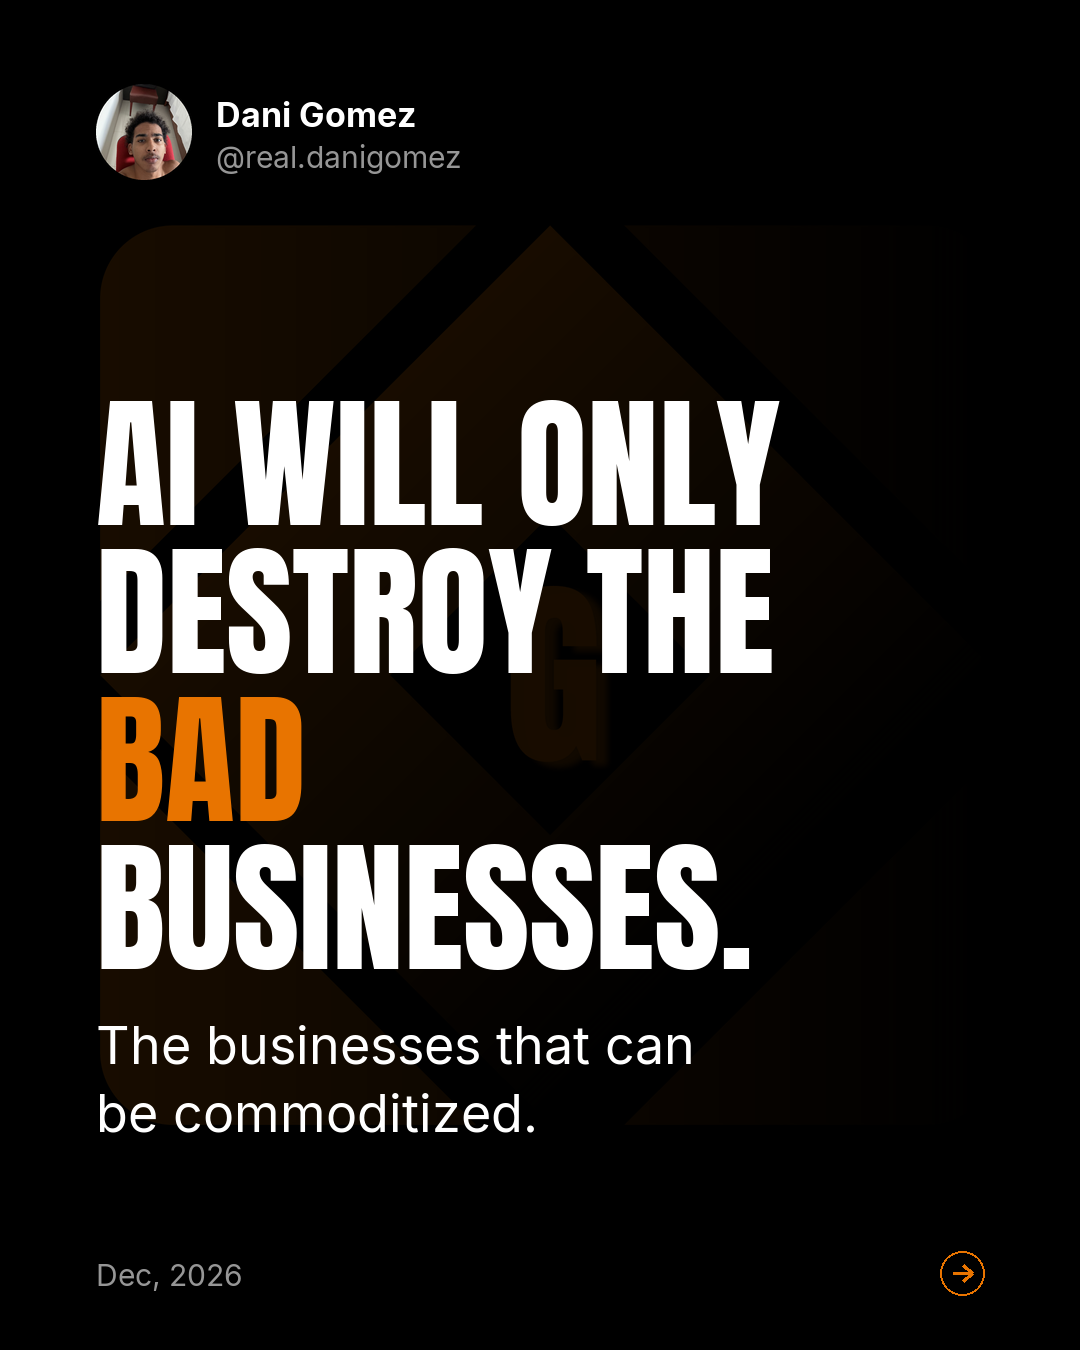 Dani Gomez
@real.danigomez
AI WILL ONLY
DESTROY THE
BAD
BUSINESSES.
G
The businesses that can
be commoditized.
Dec, 2026